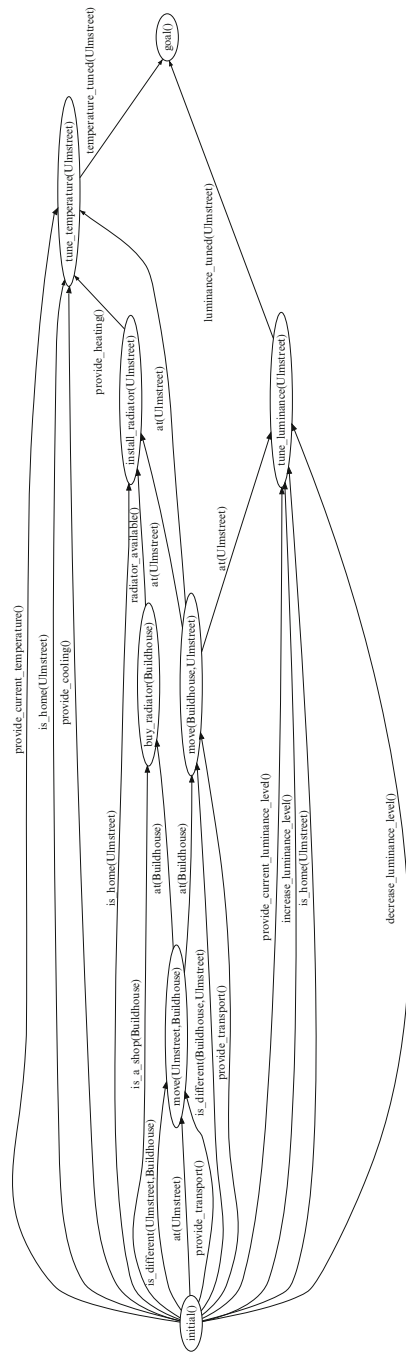 goal()
temperature_tuned(Ulmstreet)
tune_temperature(Ulmstreet)
luminance_tuned(Ulmstreet)
provide_heating()
install_radiator(Ulmstreet)
at(Ulmstreet)
tune_luminance(Ulmstreet)
radiator_available()
at(Ulmstreet)
at(Ulmstreet)
provide_current_temperature()
is_home(Ulmstreet)
provide_cooling()
buy_radiator(Buildhouse)
move(Buildhouse,Ulmstreet)
is_home(Ulmstreet)
at(Buildhouse)
at(Buildhouse)
provide_current_luminance_level()
increase_luminance_level()
is_home(Ulmstreet)
decrease_luminance_level()
is_a_shop(Buildhouse)
move(Ulmstreet,Buildhouse)
is_different(Buildhouse,Ulmstreet)
provide_transport()
is_different(Ulmstreet,Buildhouse)
at(Ulmstreet)
provide_transport()
initial()